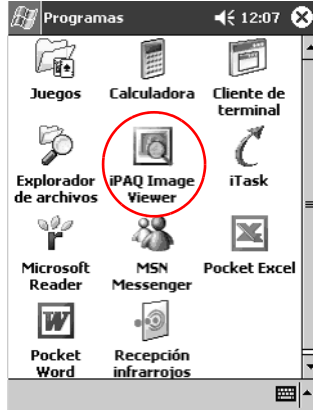 Programas 12:07
Juegos Calculadora Cliente de
terminal
Explorador iPAQ Image iTask
de archivos Viewer
Microsoft MSN Pocket Excel
Reader Messenger
Pocket Recepción
Word infrarrojos